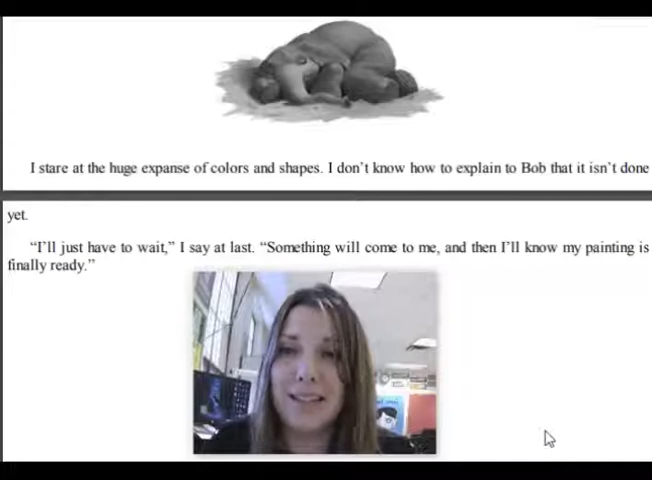 I stare at the huge expanse of colors and shapes. I don’t know how to explain to Bob that it isn’t done
yet.
“I’ll just have to wait,” I say at last. “Something will come to me, and then I’ll know my painting is
finally ready.”